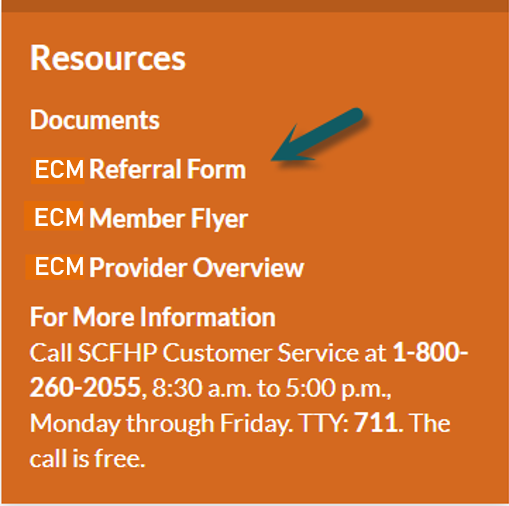 Resources
Documents
ECM Referral Form
ECM Member Flyer
ECM Provider Overview
For More Information
Call SCFHP Customer Service at 1-800-
260-2055, 8:30 a.m. to 5:00 p.m.,
Monday through Friday. TTY: 711. The
call is free.